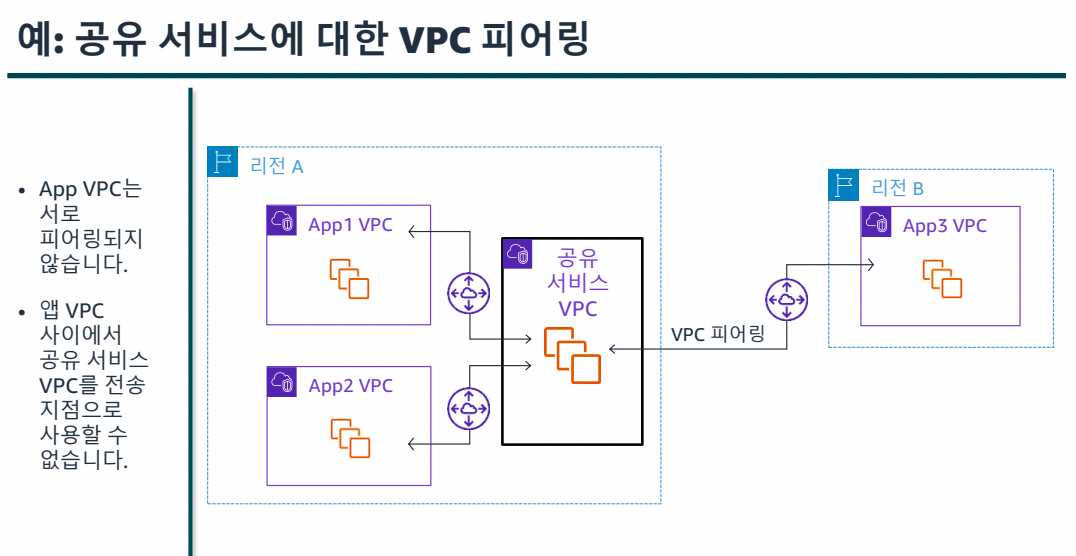 예: 공유 서비스에 대한 VPC 피어링
• App VPC는
서로
피어링되지
않습니다.
• 앱 VPC
사이에서
공유 서비스
VPC를 전송
지점으로
사용할 수
없습니다.
리전 A
App1 VPC
App2 VPC
공유
서비스
VPC
VPC 피어링
리전 B
App3 VPC